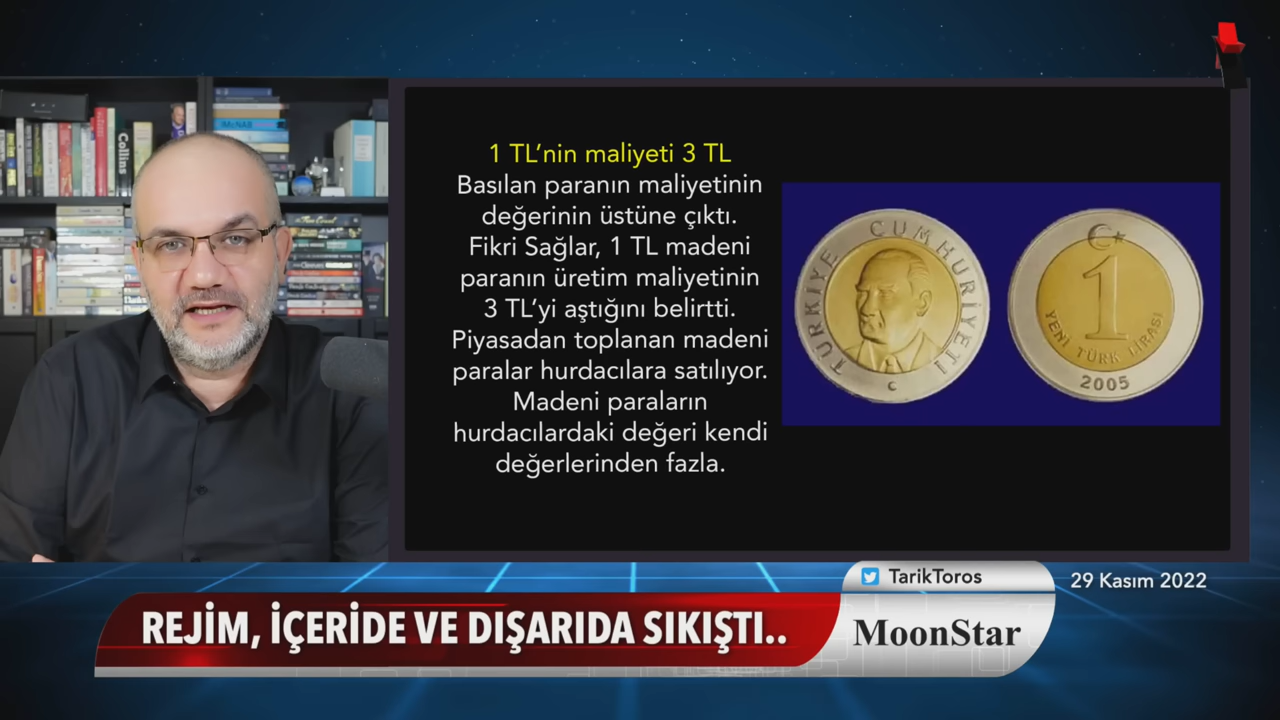 Collins
McNAB
1 TL’nin maliyeti 3 TL
Basılan paranın maliyetinin
değerinin üstüne çıktı.
Fikri Sağlar, 1 TL madeni
paranın üretim maliyetinin
3 TL’yi aştığını belirtti.
Piyasadan toplanan madeni
paralar hurdacılara satılıyor.
Madeni paraların
hurdacılardaki değeri kendi
değerlerinden fazla.
TÜRKİYE CUMHURİYETİ
C
1
YENİ TÜRK LİRASI
2005
TarikToros
29 Kasım 2022
REJİM, İÇERİDE VE DIŞARIDA SIKIŞTI..
MoonStar